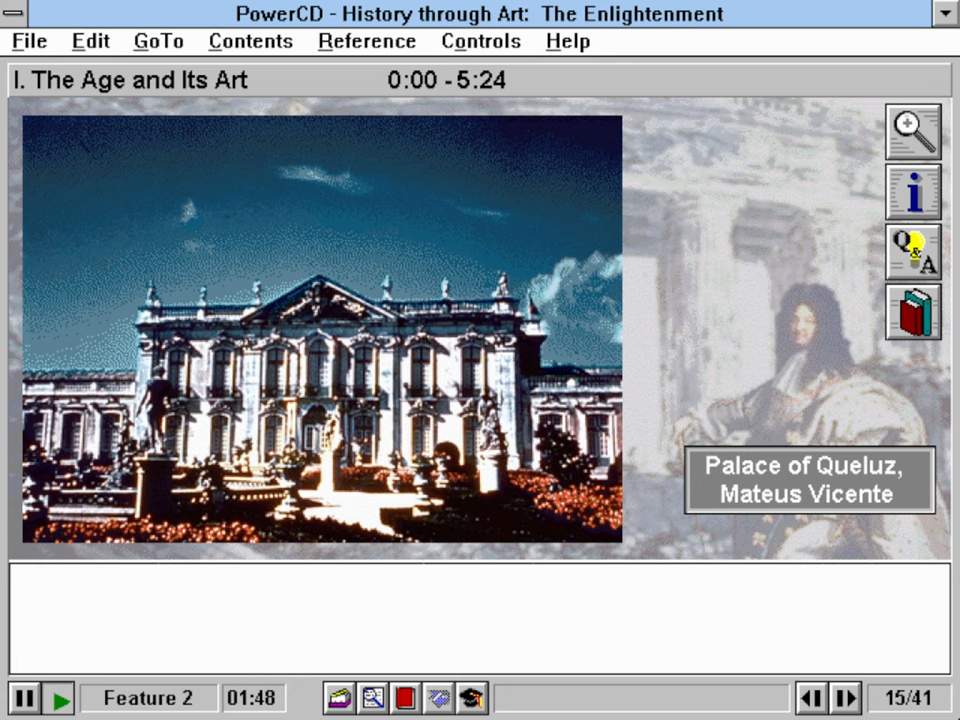 PowerCD - History through Art: The Enlightenment
File Edit GoTo Contents Reference Controls Help
I. The Age and Its Art 0:00 - 5:24
i
Q & A
Palace of Queluz,
Mateus Vicente
Feature 2 01:48 15/41